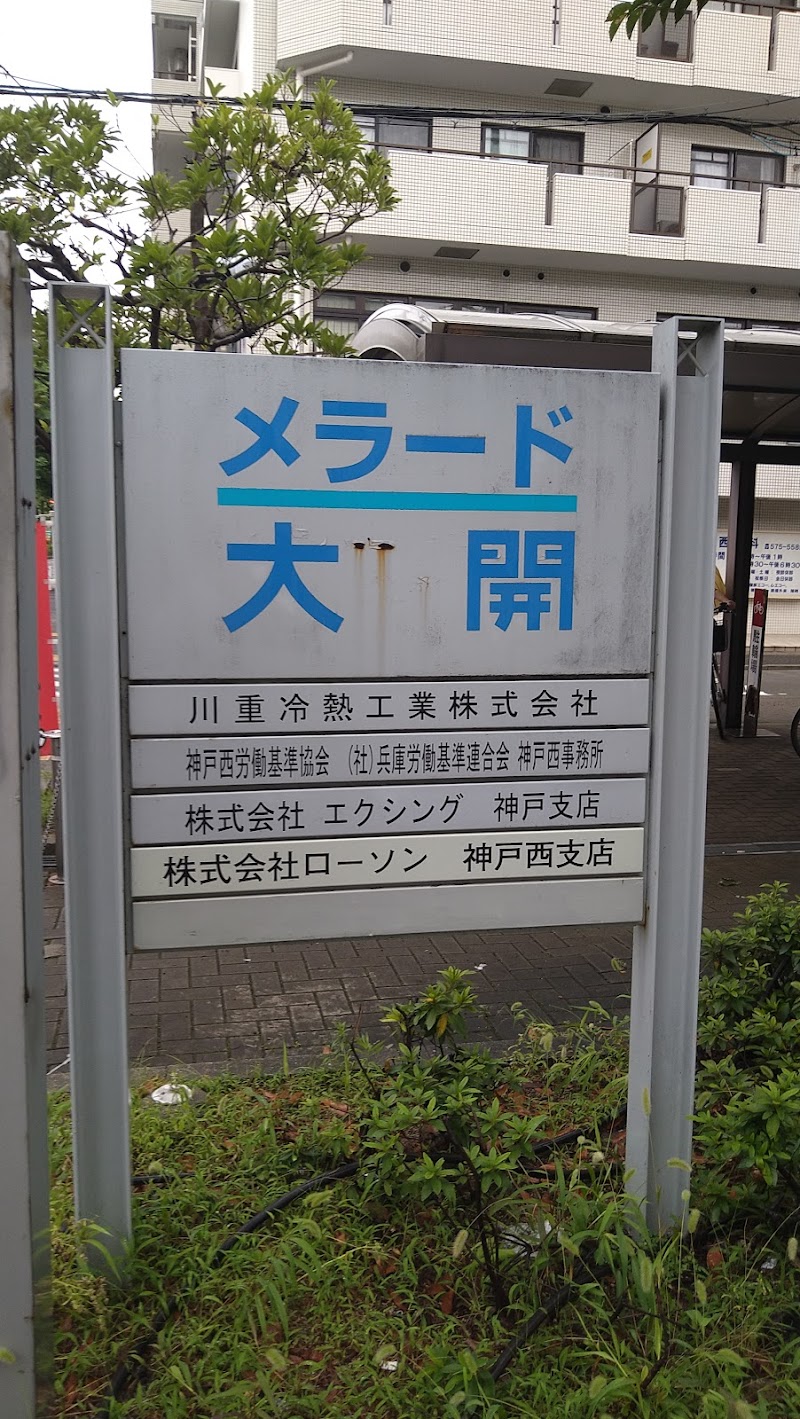 メラード
大開
川重冷熱工業株式会社
神戸西労働基準協会 (社)兵庫労働基準連合会 神戸西事務所
株式会社 エクシング 神戸支店
株式会社ローソン 神戸西支店
駐輪場